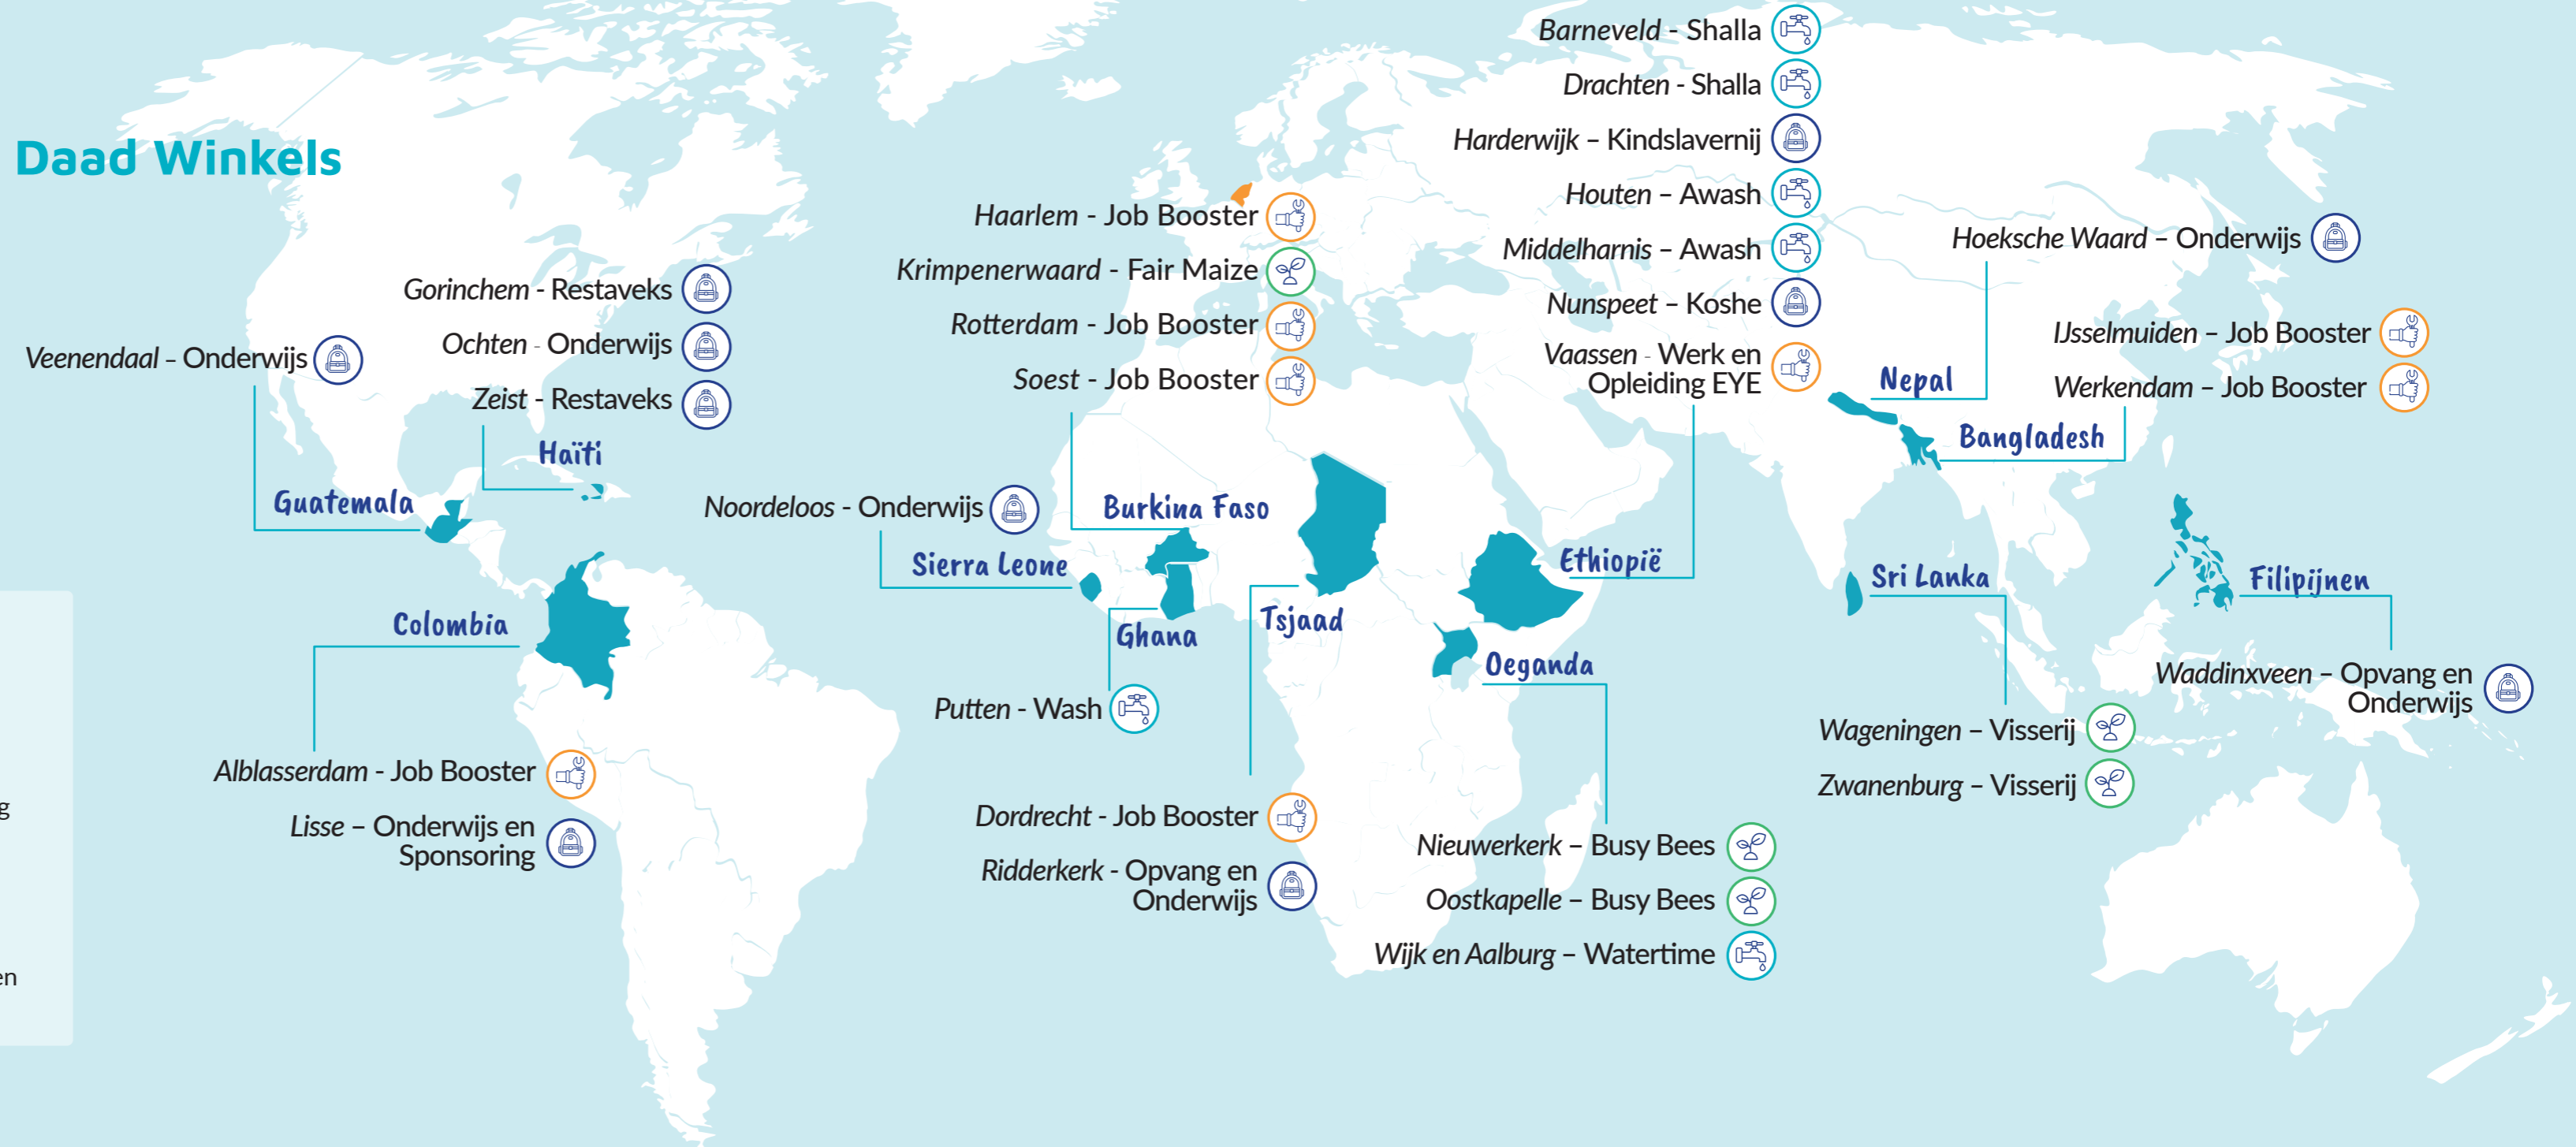 Daad Winkels
Veenendaal – Onderwijs
Guatemala
Gorinchem - Restaveks
Ochten - Onderwijs
Zeist - Restaveks
Haïti
Colombia
Alblasserdam - Job Booster
Lisse – Onderwijs en
Sponsoring
Noordeloos - Onderwijs
Sierra Leone
Haarlem - Job Booster
Krimpenerwaard - Fair Maize
Rotterdam - Job Booster
Soest - Job Booster
Burkina Faso
Ghana
Putten - Wash
Tsjaad
Dordrecht - Job Booster
Ridderkerk - Opvang en
Onderwijs
Barneveld - Shalla
Drachten - Shalla
Harderwijk – Kindslavernij
Houten – Awash
Middelharnis – Awash
Nunspeet – Koshe
Vaassen - Werk en
Opleiding EYE
Ethiopië
Oeganda
Nieuwerkerk – Busy Bees
Oostkapelle – Busy Bees
Wijk en Aalburg – Watertime
Hoeksche Waard – Onderwijs
Nepal
IJsselmuiden – Job Booster
Werkendam – Job Booster
Bangladesh
Sri Lanka
Wageningen – Visserij
Zwanenburg – Visserij
Filipijnen
Waddinxveen – Opvang en
Onderwijs
g
en